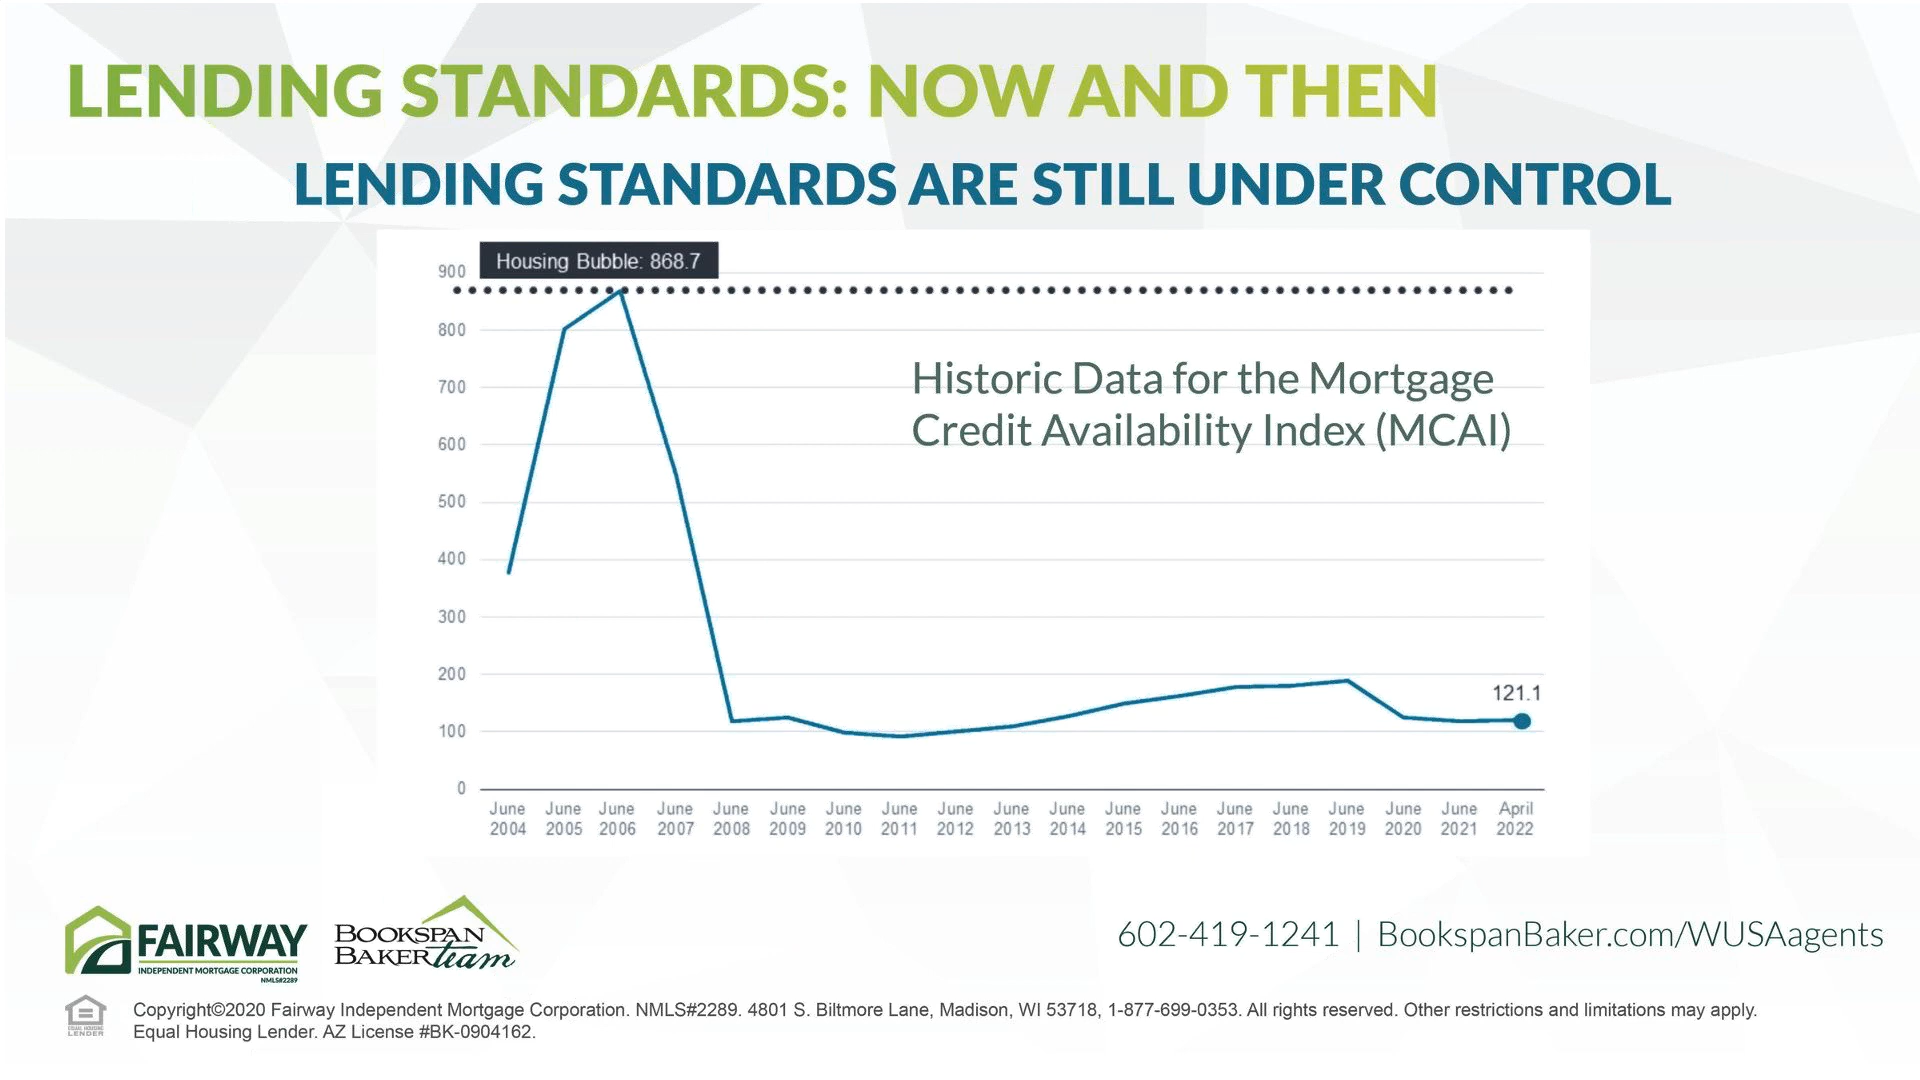 LENDING STANDARDS: NOW AND THEN
LENDING STANDARDS ARE STILL UNDER CONTROL
Housing Bubble: 868.7
900
800
700
600
500
400
300
200
100
0
Historic Data for the Mortgage
Credit Availability Index (MCAI)
121.1
June 2004
June 2005
June 2006
June 2007
June 2008
June 2009
June 2010
June 2011
June 2012
June 2013
June 2014
June 2015
June 2016
June 2017
June 2018
June 2019
June 2020
June 2021
April 2022
FAIRWAY
INDEPENDENT MORTGAGE CORPORATION
NMLS#2289
BOOKSPAN
BAKER team
602-419-1241 | BookspanBaker.com/WUSAagents
EQUAL HOUSING
LENDER
Copyright©2020 Fairway Independent Mortgage Corporation. NMLS#2289. 4801 S. Biltmore Lane, Madison, WI 53718, 1-877-699-0353. All rights reserved. Other restrictions and limitations may apply.
Equal Housing Lender. AZ License #BK-0904162.